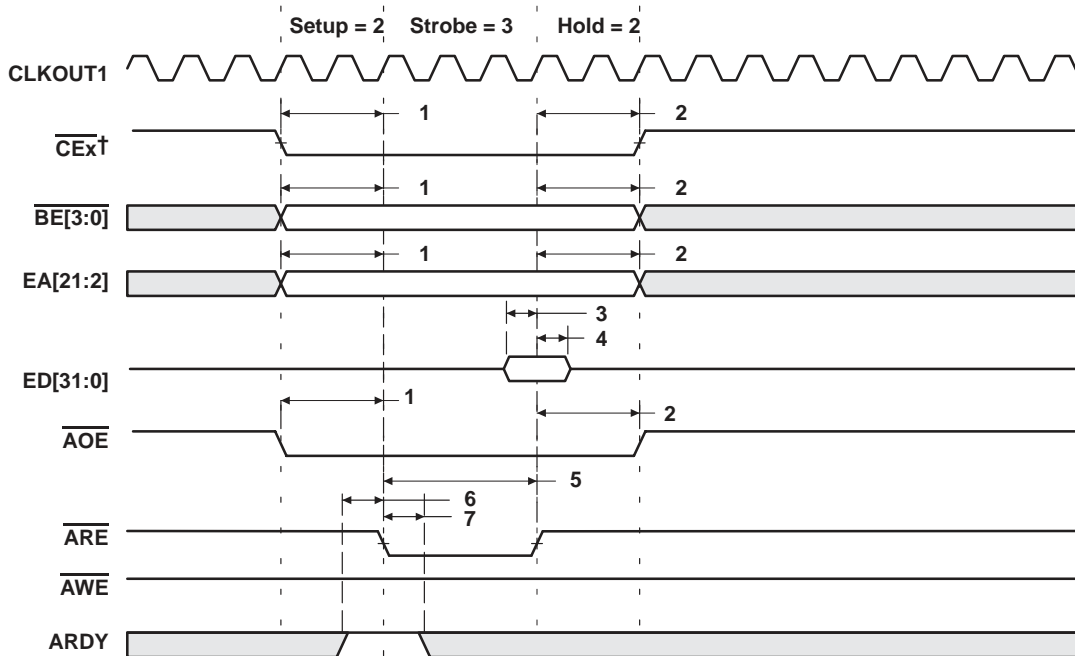 Setup = 2 Strobe = 3 Hold = 2
CLKOUT1
1 2
CEx†
1 2
BE[3:0]
1 2
EA[21:2]
3
4
ED[31:0]
1
2
AOE
5
6
7
ARE
AWE
ARDY